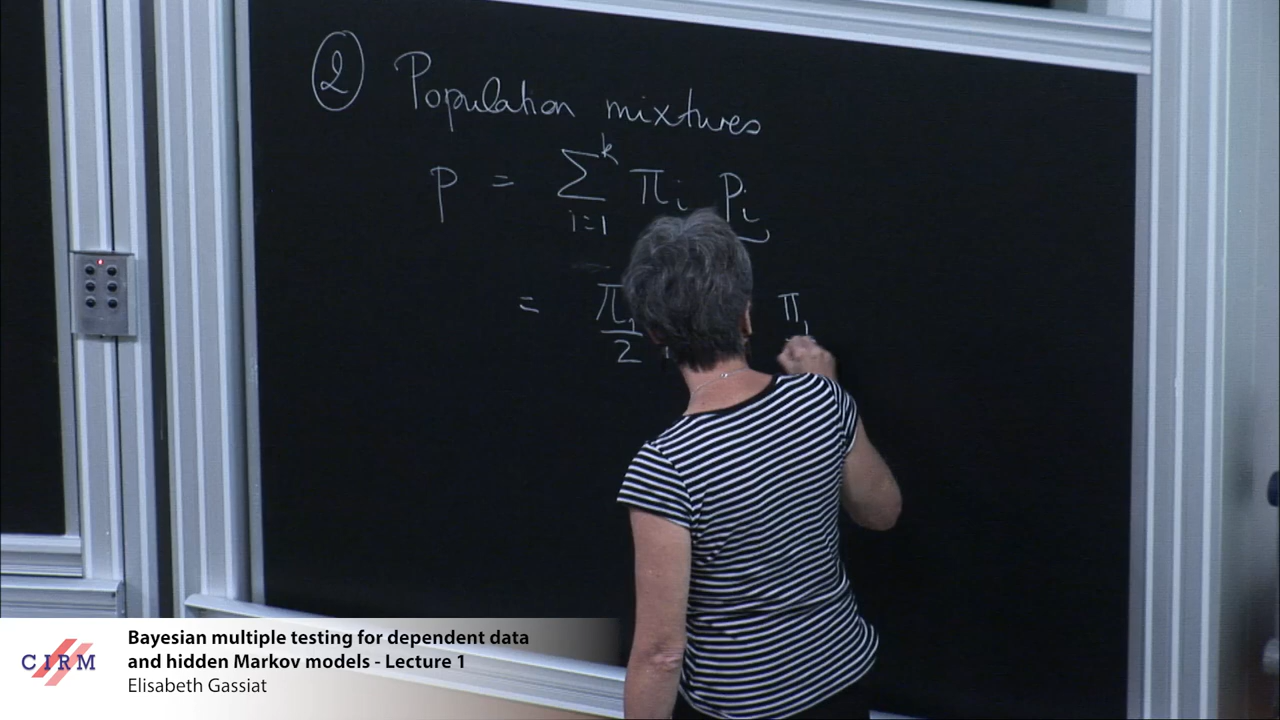 ② Population mixtures
p = ∑_{i=1}^{k} π_i p_i
= π_1/2 π_1
CIRM
Bayesian multiple testing for dependent data
and hidden Markov models - Lecture 1
Elisabeth Gassiat